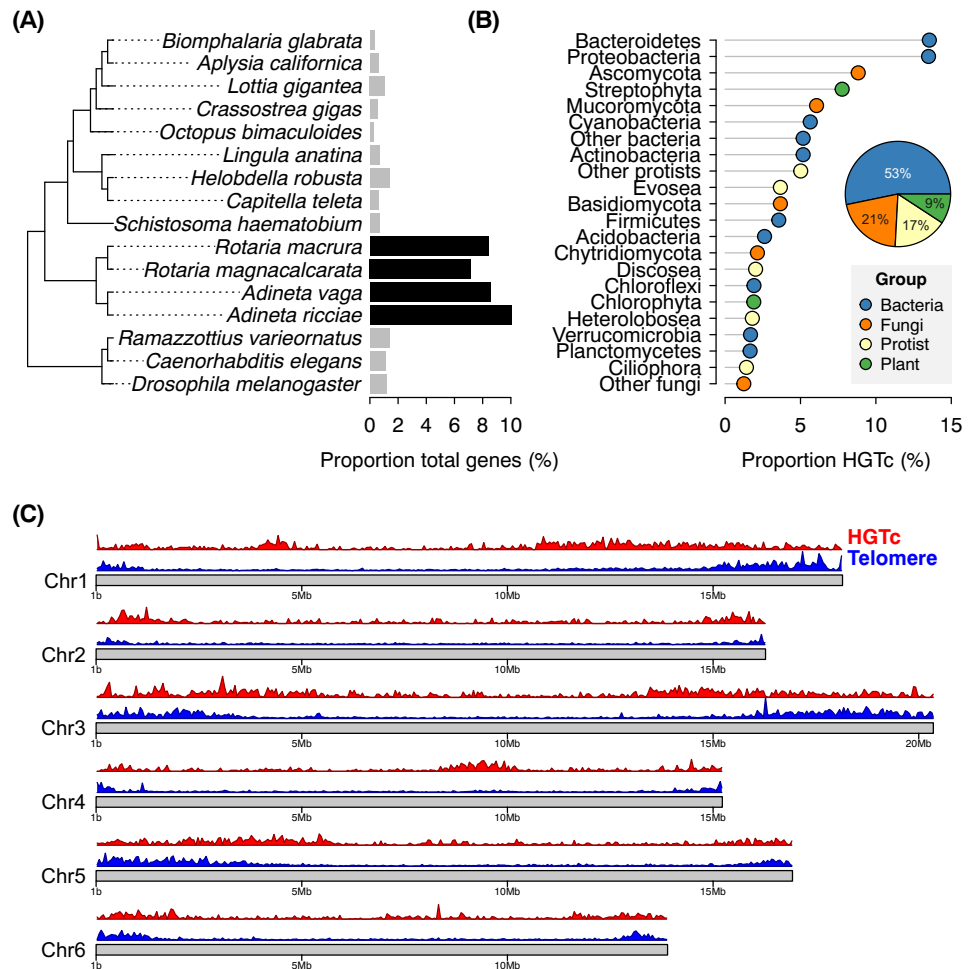 (A)
Biomphalaria glabrata
Aplysia californica
Lottia gigantea
Crassostrea gigas
Octopus bimaculoides
Lingula anatina
Helobdella robusta
Capitella teleta
Schistosoma haematobium
Rotaria macrura
Rotaria magnacalcarata
Adineta vaga
Adineta ricciae
Ramazzottius varieornatus
Caenorhabditis elegans
Drosophila melanogaster
0 2 4 6 8 10
Proportion total genes (%)
(B)
Bacteroidetes
Proteobacteria
Ascomycota
Streptophyta
Mucoromycota
Cyanobacteria
Other bacteria
Actinobacteria
Other protists
Evosea
Basidiomycota
Firmicutes
Acidobacteria
Chytridiomycota
Discosea
Chloroflexi
Chlorophyta
Heterolobosea
Verrucomicrobia
Planctomycetes
Ciliophora
Other fungi
0 5 10 15
Proportion HGTc (%)
53%
9%
21%
17%
Group
Bacteria
Fungi
Protist
Plant
(C)
HGTc
Telomere
Chr1
1b 5Mb 10Mb 15Mb
Chr2
1b 5Mb 10Mb 15Mb
Chr3
1b 5Mb 10Mb 15Mb 20Mb
Chr4
1b 5Mb 10Mb 15Mb
Chr5
1b 5Mb 10Mb 15Mb
Chr6
1b 5Mb 10Mb